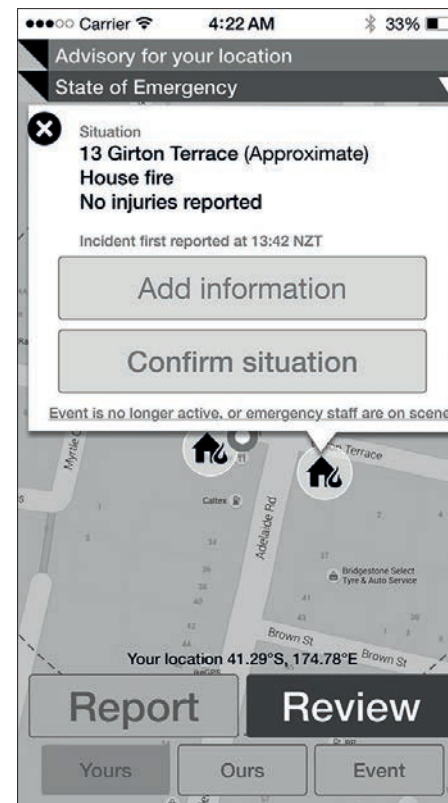 Carrier 4:22 AM 33%
Advisory for your location
State of Emergency
Situation
13 Girton Terrace (Approximate)
House fire
No injuries reported
Incident first reported at 13:42 NZT
Add information
Confirm situation
Event is no longer active, or emergency staff are on scene
Myrtle C
Terrace
11
Caltex
Adelaide Rd
Bridgestone Select
Tyre & Auto Service
Brown St
Brown St
Your location 41.29°S, 174.78°E
Report
Review
Yours
Ours
Event